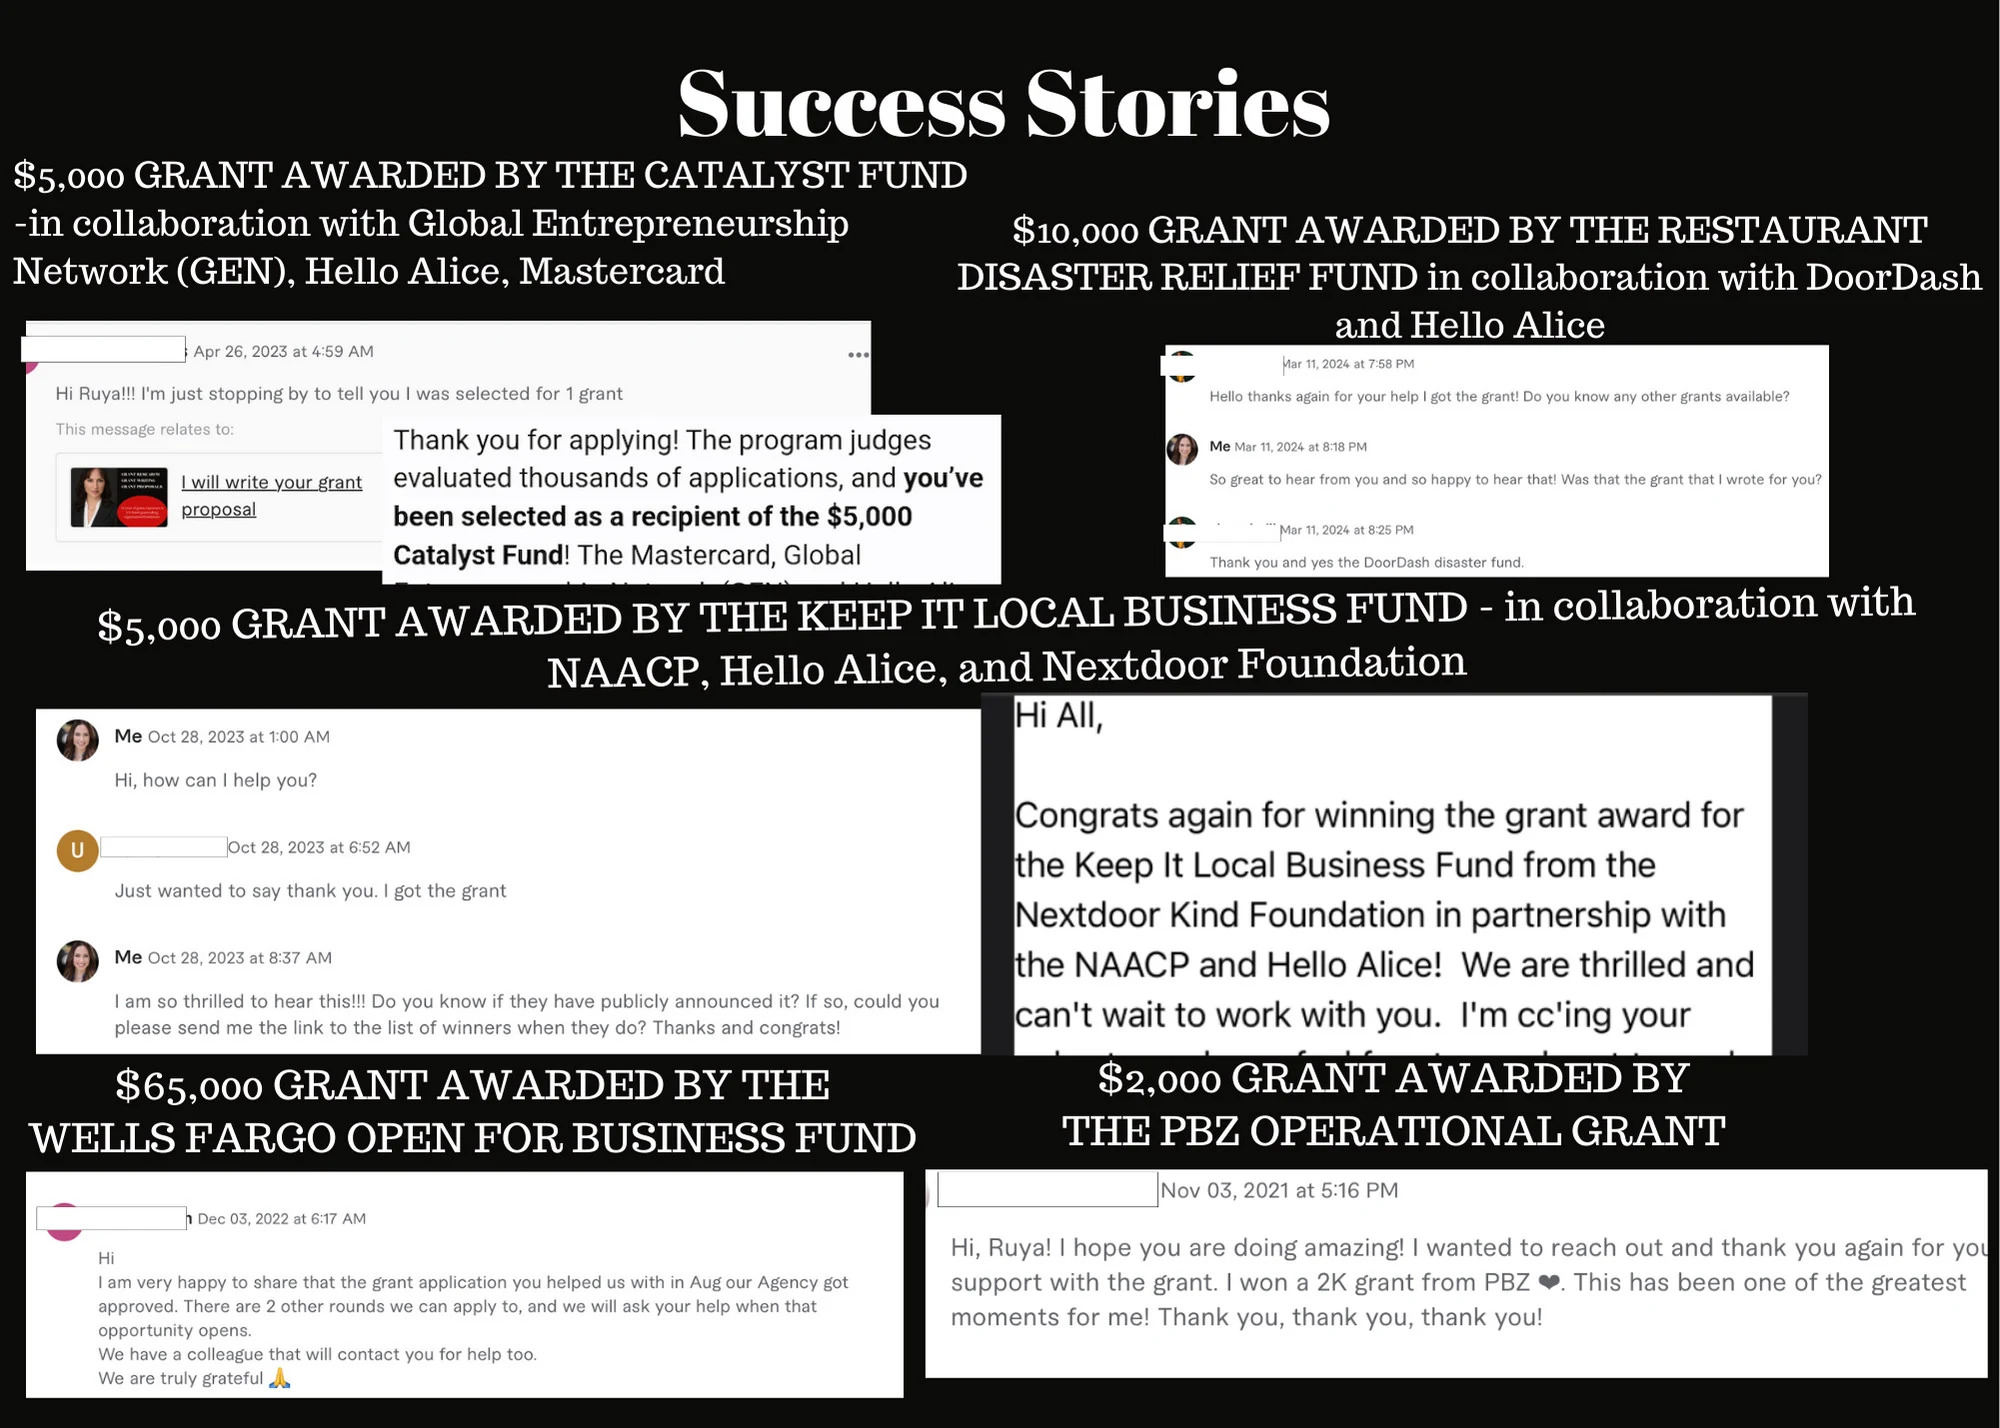 Success Stories
$5,000 GRANT AWARDED BY THE CATALYST FUND
-in collaboration with Global Entrepreneurship
Network (GEN), Hello Alice, Mastercard
Apr 26, 2023 at 4:59 AM
Hi Ruya!!! I'm just stopping by to tell you I was selected for 1 grant
This message relates to:
I will write your grant
proposal
Thank you for applying! The program judges
evaluated thousands of applications, and you've
been selected as a recipient of the $5,000
Catalyst Fund! The Mastercard, Global
$10,000 GRANT AWARDED BY THE RESTAURANT
DISASTER RELIEF FUND in collaboration with DoorDash
and Hello Alice
Mar 11, 2024 at 7:58 PM
Hello thanks again for your help I got the grant! Do you know any other grants available?
Me Mar 11, 2024 at 8:18 PM
So great to hear from you and so happy to hear that! Was that the grant that I wrote for you?
Mar 11, 2024 at 8:25 PM
Thank you and yes the DoorDash disaster fund.
$5,000 GRANT AWARDED BY THE KEEP IT LOCAL BUSINESS FUND - in collaboration with
NAACP, Hello Alice, and Nextdoor Foundation
Me Oct 28, 2023 at 1:00 AM
Hi, how can I help you?
U
Oct 28, 2023 at 6:52 AM
Just wanted to say thank you. I got the grant
Me Oct 28, 2023 at 8:37 AM
I am so thrilled to hear this!!! Do you know if they have publicly announced it? If so, could you
please send me the link to the list of winners when they do? Thanks and congrats!
Hi All,
Congrats again for winning the grant award for
the Keep It Local Business Fund from the
Nextdoor Kind Foundation in partnership with
the NAACP and Hello Alice! We are thrilled and
can't wait to work with you. I'm cc'ing your
$65,000 GRANT AWARDED BY THE
WELLS FARGO OPEN FOR BUSINESS FUND
Dec 03, 2022 at 6:17 AM
Hi
I am very happy to share that the grant application you helped us with in Aug our Agency got
approved. There are 2 other rounds we can apply to, and we will ask your help when that
opportunity opens.
We have a colleague that will contact you for help too.
We are truly grateful 🙏
$2,000 GRANT AWARDED BY
THE PBZ OPERATIONAL GRANT
Nov 03, 2021 at 5:16 PM
Hi, Ruya! I hope you are doing amazing! I wanted to reach out and thank you again for you
support with the grant. I won a 2K grant from PBZ ❤. This has been one of the greatest
moments for me! Thank you, thank you, thank you!